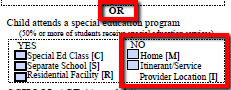 OR
Child attends a special education program
(50% or more of students receive special education services)
YES
Special Ed Class [C]
Separate School [S]
Residential Facility [R]
NO
Home [M]
Itinerant/Service
Provider Location [I]